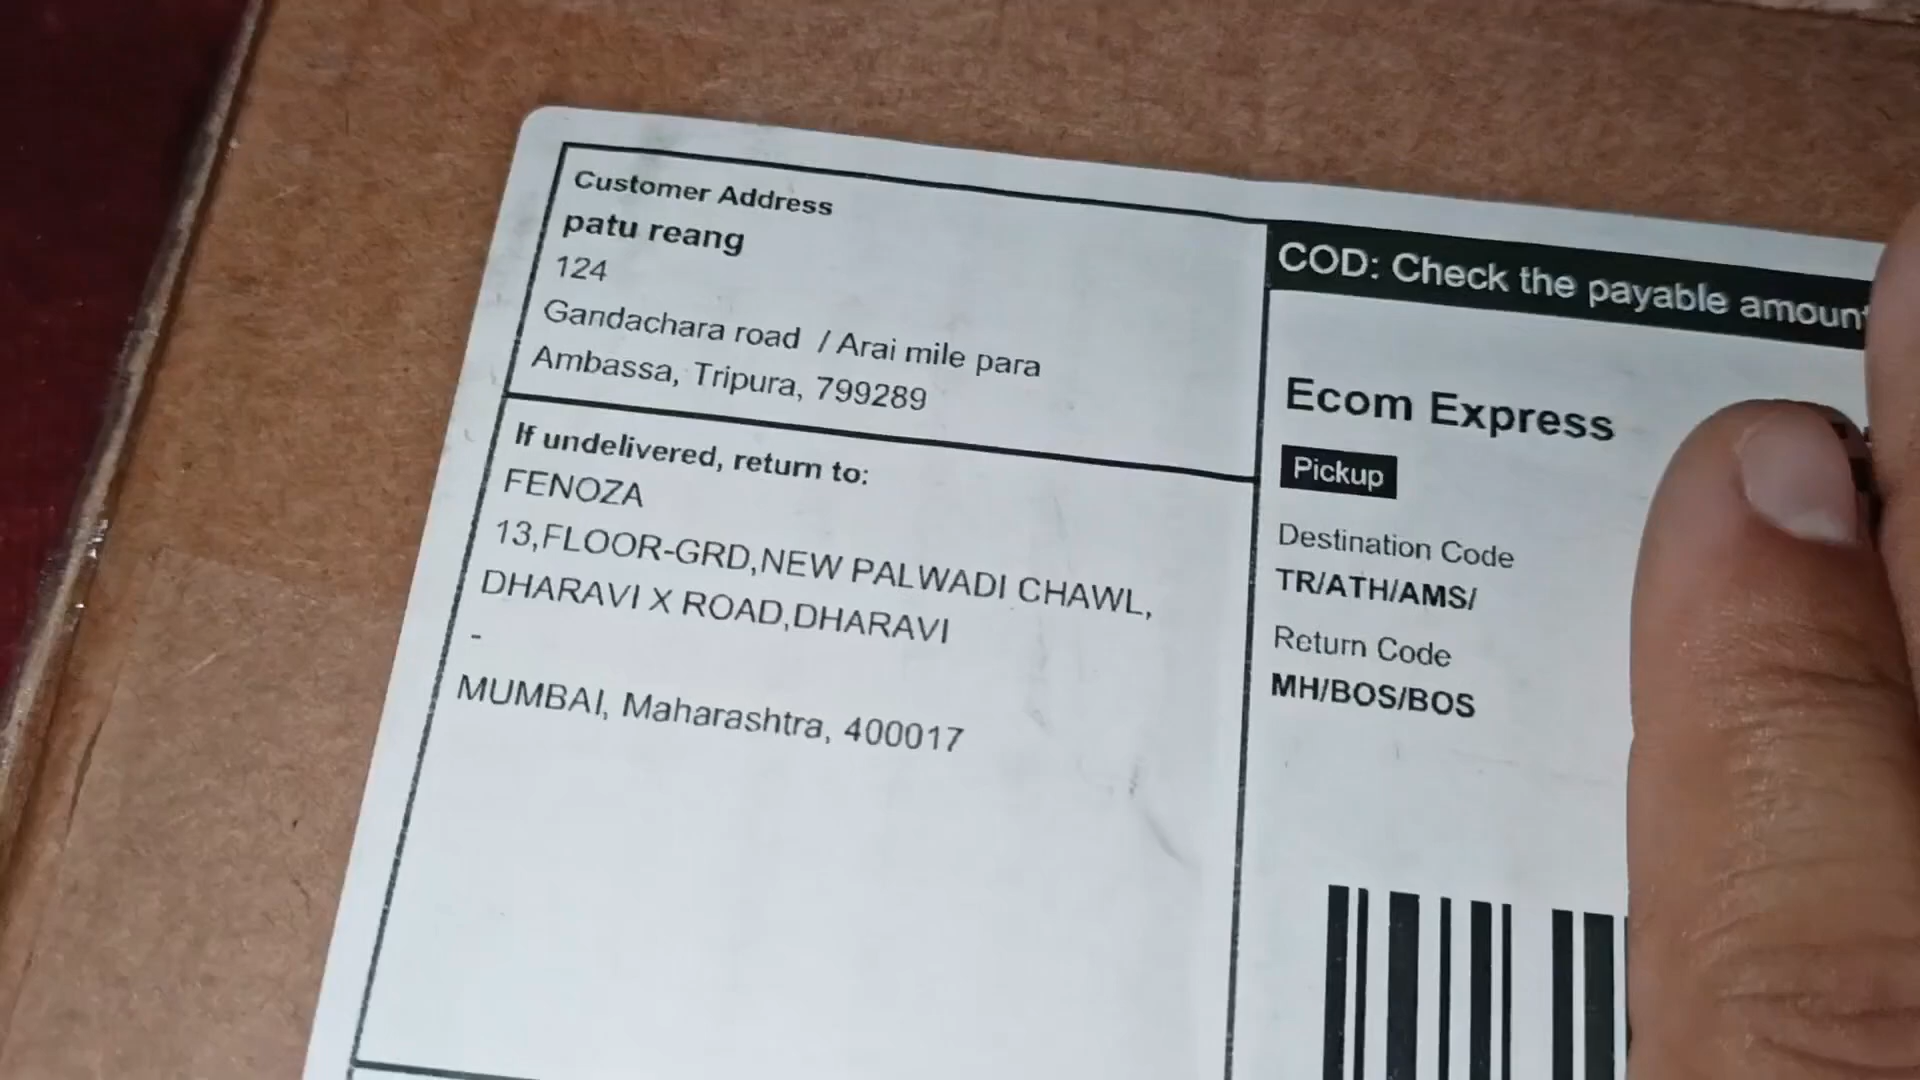 Customer Address
patu reang
124
Gandachara road / Arai mile para
Ambassa, Tripura, 799289
If undelivered, return to:
FENOZA
13,FLOOR-GRD,NEW PALWADI CHAWL,
DHARAVI X ROAD,DHARAVI
-
MUMBAI, Maharashtra, 400017
COD: Check the payable amount
Ecom Express
Pickup
Destination Code
TR/ATH/AMS/
Return Code
MH/BOS/BOS